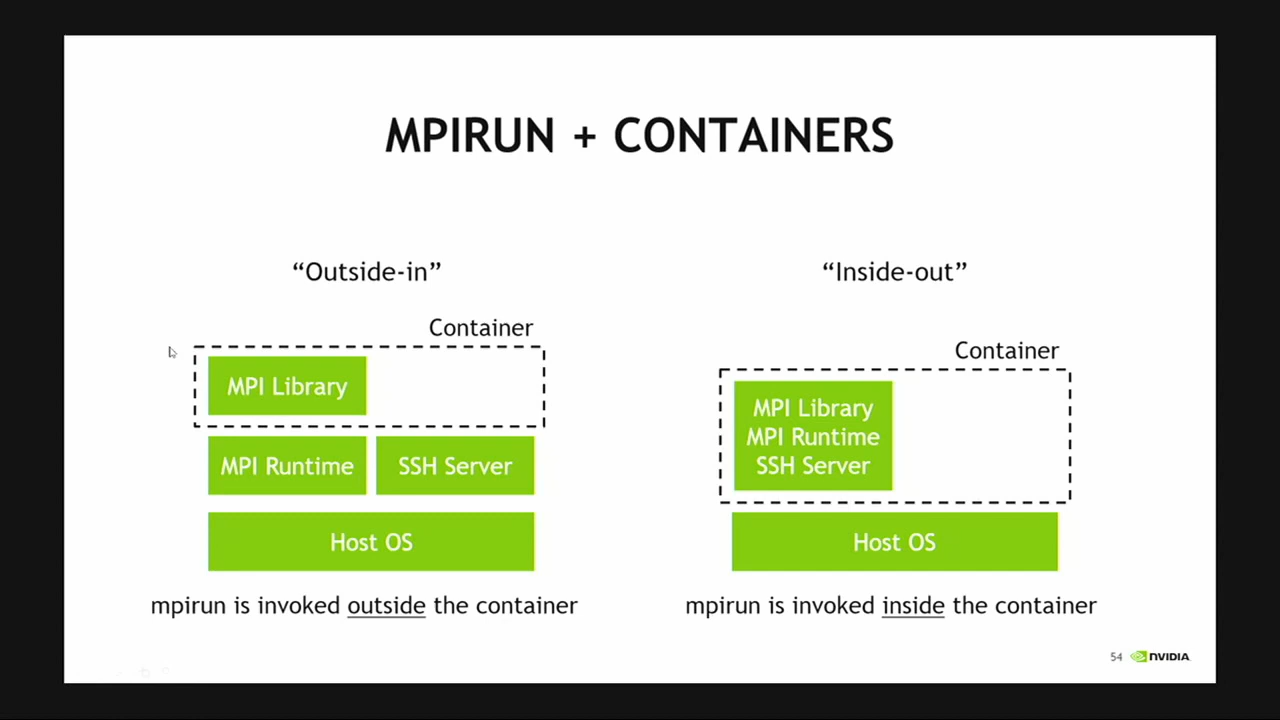 MPIRUN + CONTAINERS
“Outside-in”
Container
MPI Library
MPI Runtime
SSH Server
Host OS
mpirun is invoked outside the container
“Inside-out”
Container
MPI Library
MPI Runtime
SSH Server
Host OS
mpirun is invoked inside the container
54
NVIDIA